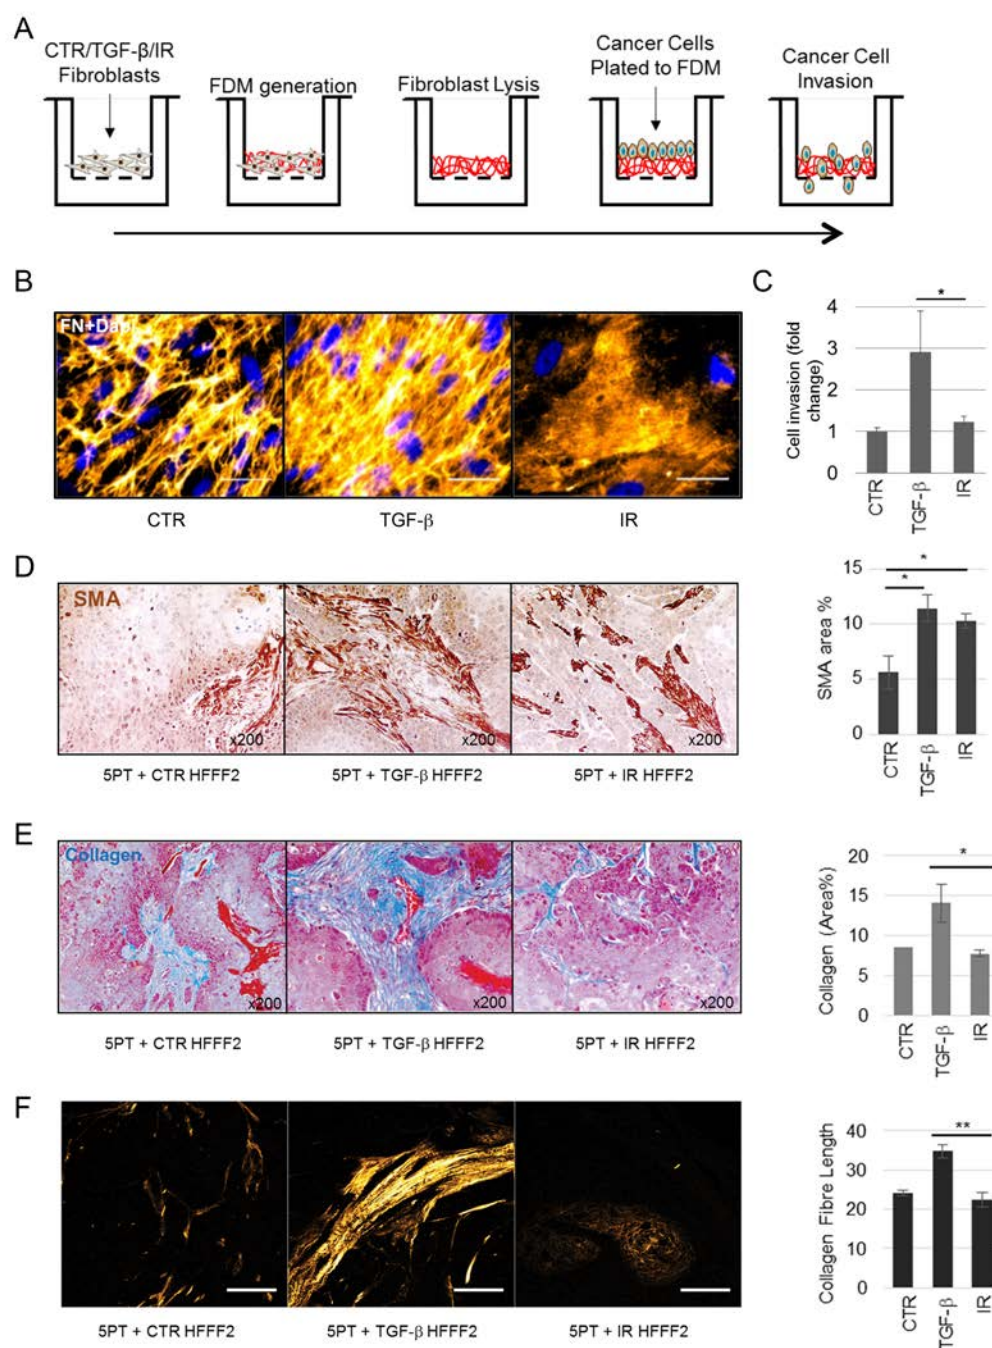 A
CTR/TGF-β/IR
Fibroblasts
FDM generation
Fibroblast Lysis
Cancer Cells
Plated to FDM
Cancer Cell
Invasion
B
FN+Dapi
CTR
TGF-β
IR
C
Cell invasion (fold
change)
4
3
2
1
0
*
CTR
TGF-β
IR
D
SMA
x200
x200
x200
5PT + CTR HFFF2
5PT + TGF-β HFFF2
5PT + IR HFFF2
SMA area %
15
10
5
0
*
*
CTR
TGF-β
IR
E
Collagen
x200
x200
x200
5PT + CTR HFFF2
5PT + TGF-β HFFF2
5PT + IR HFFF2
Collagen (Area%)
20
15
10
5
0
*
CTR
TGF-β
IR
F
5PT + CTR HFFF2
5PT + TGF-β HFFF2
5PT + IR HFFF2
Collagen Fibre Length
40
30
20
10
0
**
CTR
TGF-β
IR